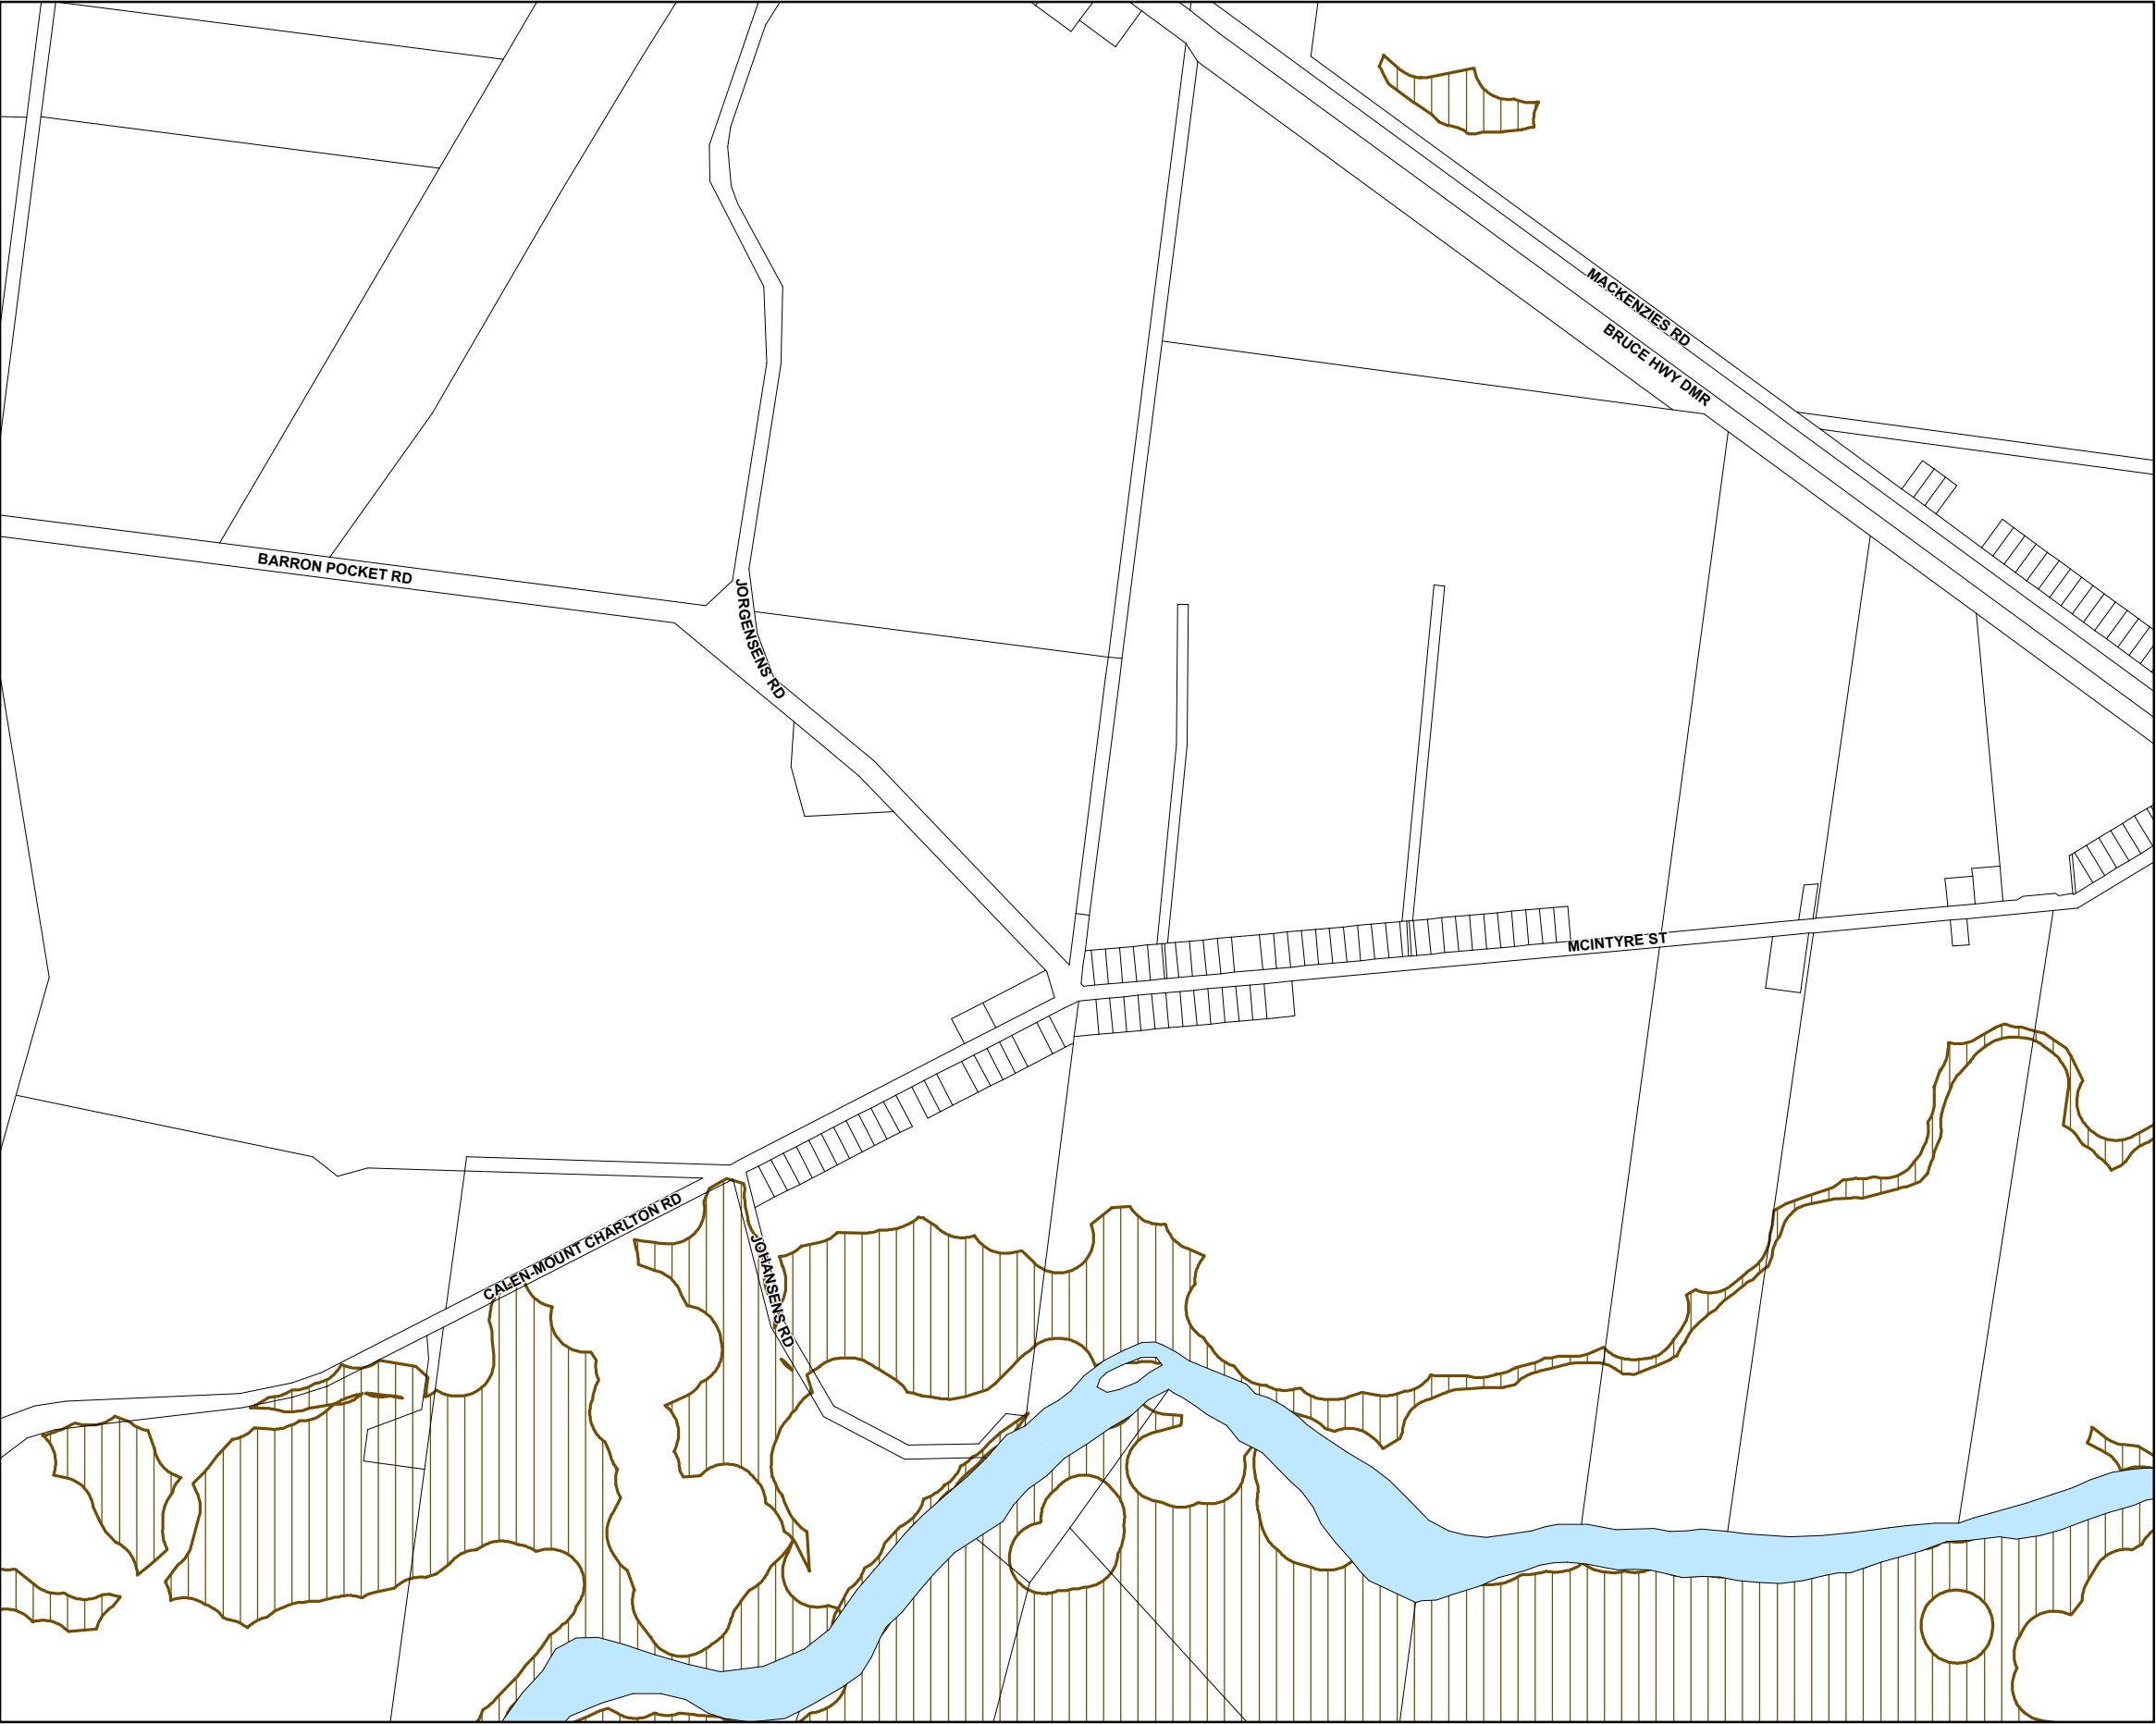 MACKENZIES RD
BRUCE HWY DMR
BARRON POCKET RD
JORGENSENS RD
MCINTYRE ST
CALEN-MOUNT CHARLTON RD
JOHANSENS RD